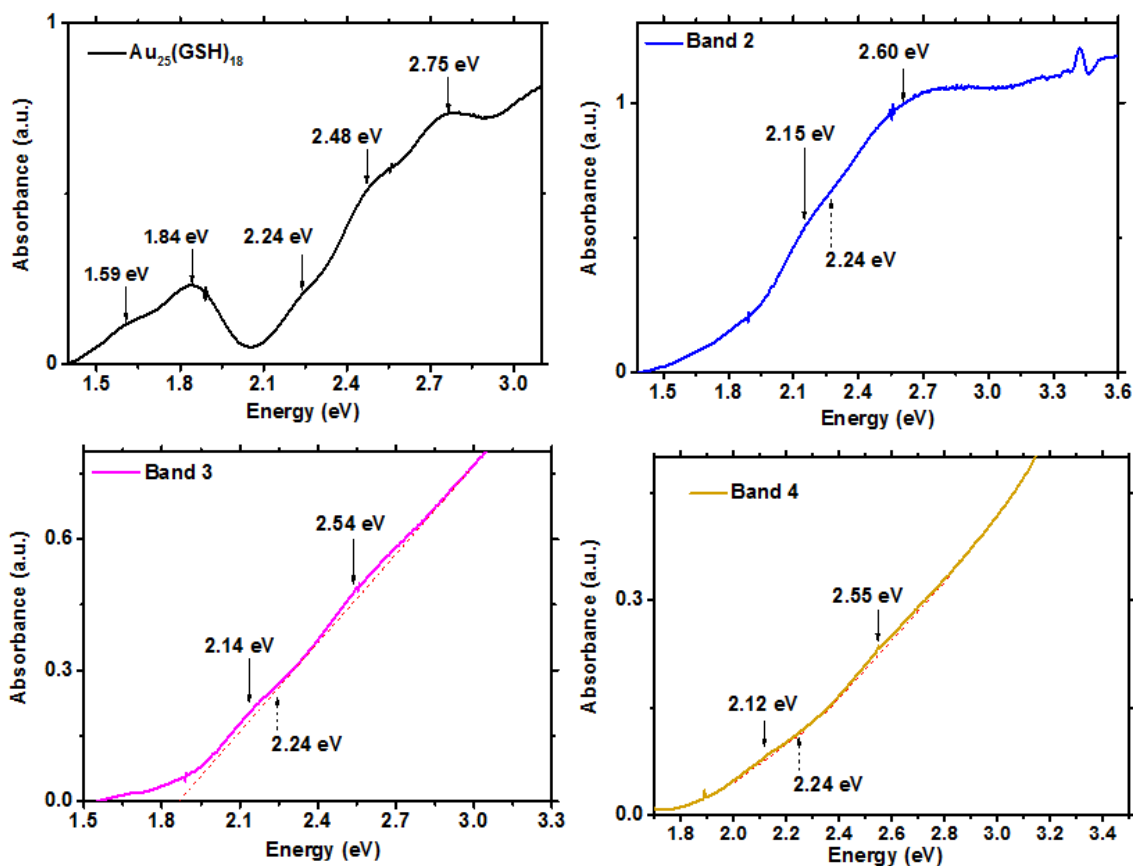 1
Au₂₅(GSH)₁₈
2.75 eV
2.48 eV
2.24 eV
1.84 eV
1.59 eV
0
1.5 1.8 2.1 2.4 2.7 3.0
Energy (eV)
Absorbance (a.u.)
Band 2
2.60 eV
1
2.15 eV
2.24 eV
0
1.5 1.8 2.1 2.4 2.7 3.0 3.3 3.6
Energy (eV)
Absorbance (a.u.)
Band 3
0.6
2.54 eV
0.3
2.14 eV
2.24 eV
0.0
1.5 1.8 2.1 2.4 2.7 3.0 3.3
Energy (eV)
Absorbance (a.u.)
Band 4
0.3
2.55 eV
2.12 eV
2.24 eV
0.0
1.8 2.0 2.2 2.4 2.6 2.8 3.0 3.2 3.4
Energy (eV)
Absorbance (a.u.)